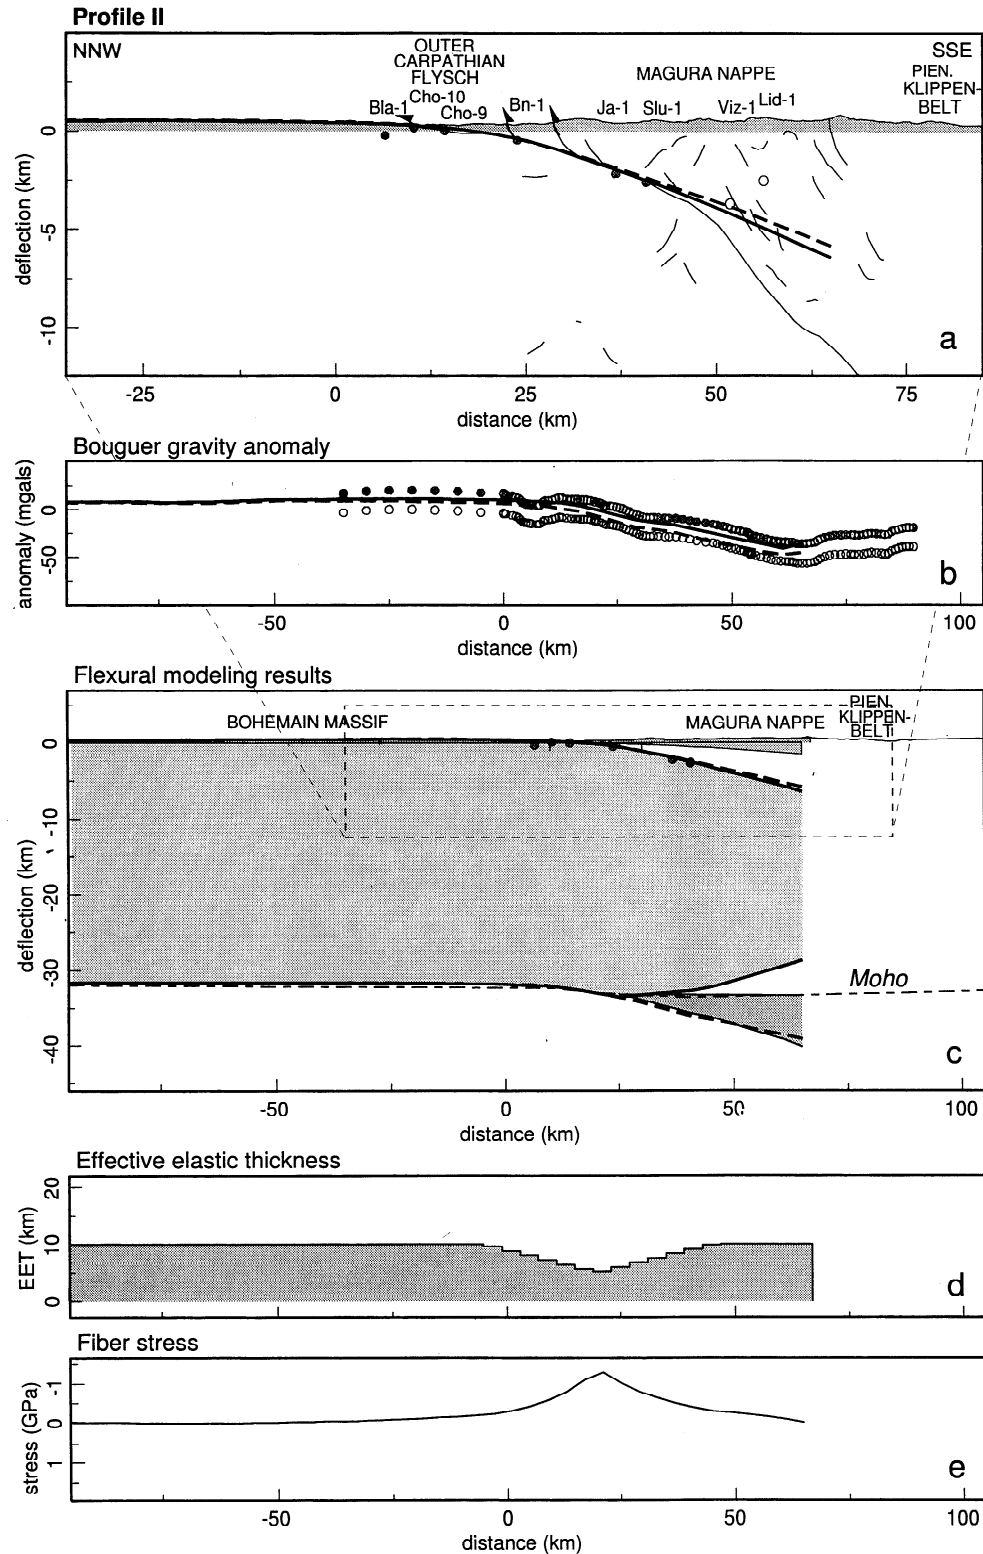 Profile II
NNW
OUTER
CARPATHIAN
FLYSCH
Cho-10
Bla-1
Cho-9
Bn-1
MAGURA NAPPE
Ja-1 Slu-1 Viz-1 Lid-1
SSE
PIEN.
KLIPPEN-
BELT
0
-5
-10
deflection (km)
a
-25 0 25 50 75
distance (km)
Bouguer gravity anomaly
0
-50
anomaly (mgals)
b
-50 0 50 100
distance (km)
Flexural modeling results
BOHEMAIN MASSIF
MAGURA NAPPE
PIEN.
KLIPPEN-
BELT
0
-10
-20
-30
-40
deflection (km)
Moho
c
-50 0 50 100
distance (km)
Effective elastic thickness
20
10
0
EET (km)
d
Fiber stress
-1
0
1
stress (GPa)
e
-50 0 50 100
distance (km)